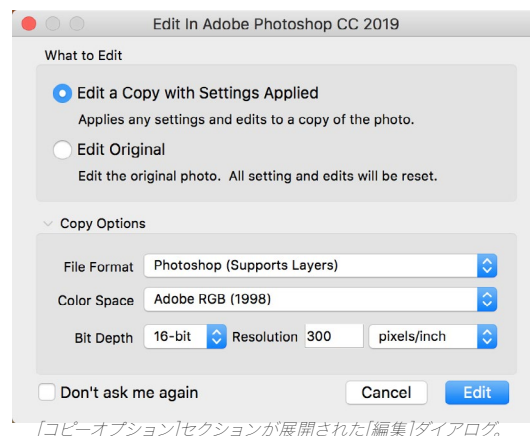 Edit In Adobe Photoshop CC 2019
What to Edit
Edit a Copy with Settings Applied
Applies any settings and edits to a copy of the photo.
Edit Original
Edit the original photo. All setting and edits will be reset.
Copy Options
File Format Photoshop (Supports Layers)
Color Space Adobe RGB (1998)
Bit Depth 16-bit Resolution 300 pixels/inch
Don't ask me again Cancel Edit
[コピーオプション]セクションが展開された[編集]ダイアログ。